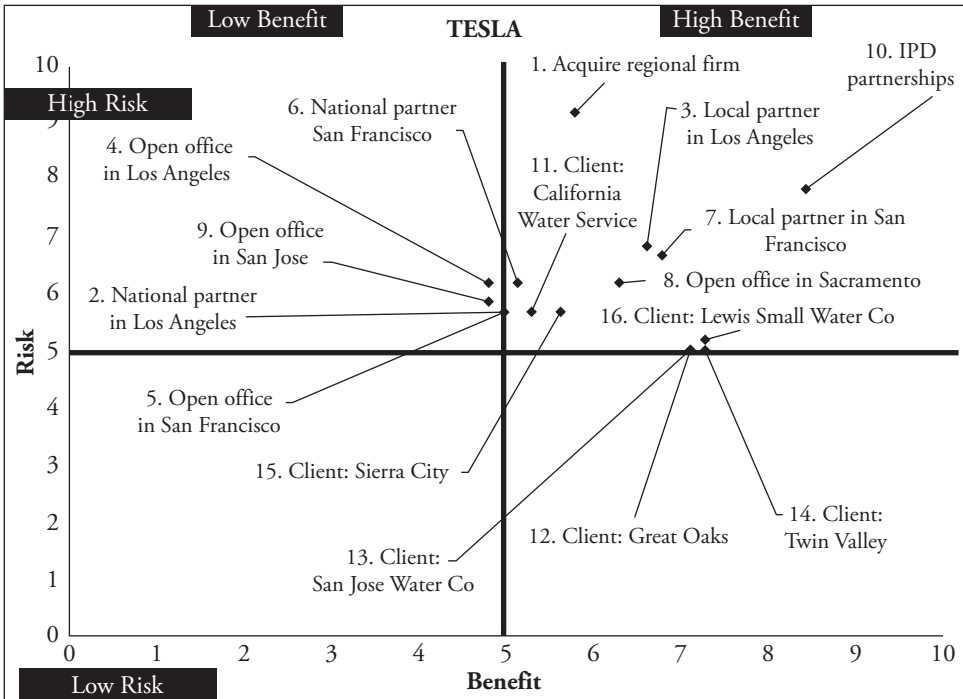 Low Benefit
TESLA
High Benefit
10
High Risk
9
8
7
6
5
4
3
2
1
0
Risk
1. Acquire regional firm
10. IPD
partnerships
6. National partner
San Francisco
3. Local partner
in Los Angeles
4. Open office
in Los Angeles
11. Client:
California
Water Service
9. Open office
in San Jose
7. Local partner in San
Francisco
2. National partner
in Los Angeles
8. Open office in Sacramento
16. Client: Lewis Small Water Co
5. Open office
in San Francisco
15. Client: Sierra City
13. Client:
San Jose Water Co
12. Client: Great Oaks
14. Client:
Twin Valley
0 1 2 3 4 5 6 7 8 9 10
Low Risk
Benefit